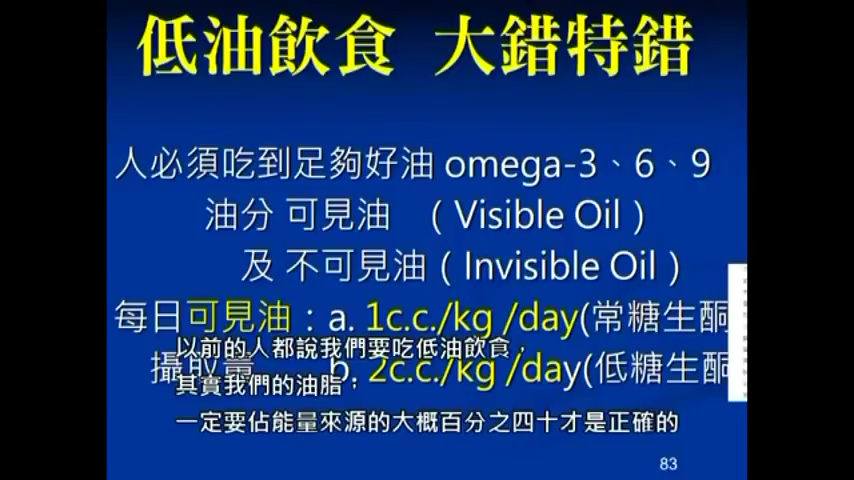 低油飲食 大錯特錯
人必須吃到足夠好油 omega-3、6、9
油分 可見油 (Visible Oil)
及 不可見油(Invisible Oil)
每日可見油：a. 1c.c./kg /day(常糖生酮
攝取量 b. 2c.c./kg /day(低糖生酮
以前的人都說我們要吃低油飲食，
其實我們的油脂，
一定要佔能量來源的大概百分之四十才是正確的
83